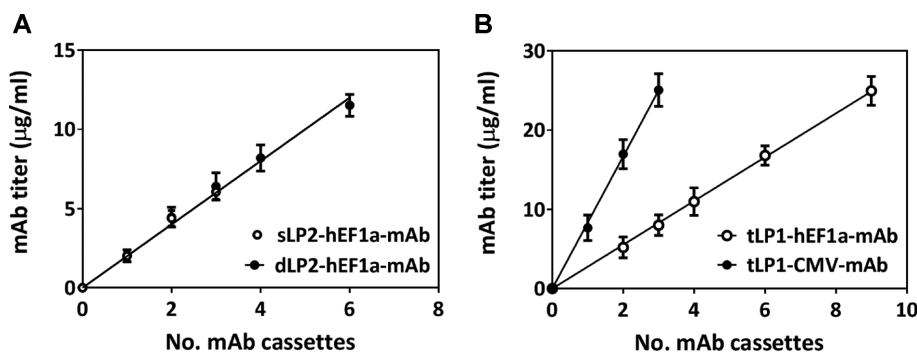 A
15
10
5
0
mAb titer (µg/ml)
sLP2-hEF1a-mAb
dLP2-hEF1a-mAb
0 2 4 6 8
No. mAb cassettes
B
30
20
10
0
mAb titer (µg/ml)
tLP1-hEF1a-mAb
tLP1-CMV-mAb
0 2 4 6 8 10
No. mAb cassettes